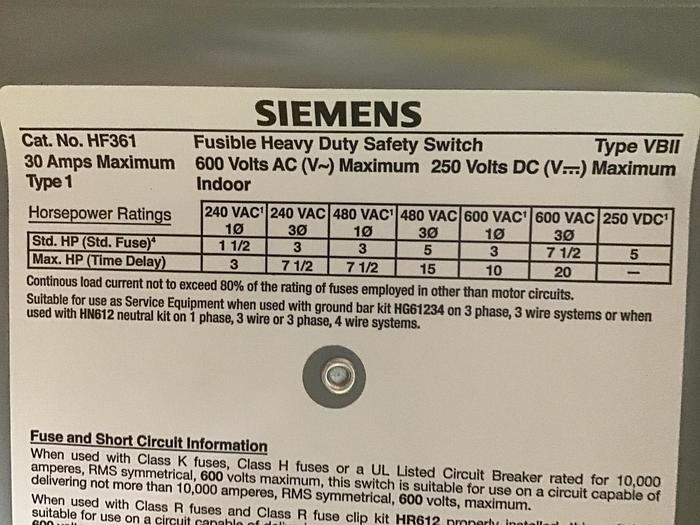 SIEMENS
Cat. No. HF361 Fusible Heavy Duty Safety Switch Type VBII
30 Amps Maximum 600 Volts AC (V~) Maximum 250 Volts DC (V⎓) Maximum
Type 1 Indoor
Horsepower Ratings 240 VAC¹ 1Ø 240 VAC 3Ø 480 VAC¹ 1Ø 480 VAC 3Ø 600 VAC¹ 1Ø 600 VAC 3Ø 250 VDC¹
Std. HP (Std. Fuse)⁴ 1 1/2 3 3 5 3 7 1/2 5
Max. HP (Time Delay) 3 7 1/2 7 1/2 15 10 20 —
Continous load current not to exceed 80% of the rating of fuses employed in other than motor circuits.
Suitable for use as Service Equipment when used with ground bar kit HG61234 on 3 phase, 3 wire systems or when
used with HN612 neutral kit on 1 phase, 3 wire or 3 phase, 4 wire systems.
Fuse and Short Circuit Information
When used with Class K fuses, Class H fuses or a UL Listed Circuit Breaker rated for 10,000
amperes, RMS symmetrical, 600 volts maximum, this switch is suitable for use on a circuit capable of
delivering not more than 10,000 amperes, RMS symmetrical, 600 volts, maximum.
When used with Class R fuses and Class R fuse clip kit HR612 properly installed
suitable for use on a circuit capable of